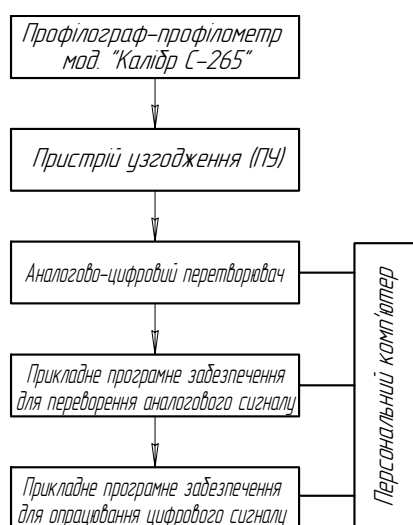 Профілограф-профілометр
мод. "Калібр С-265"
Пристрій узгодження (ПУ)
Аналогово-цифровий перетворювач
Прикладне програмне забезпечення
для переворення аналогового сигналу
Прикладне програмне забезпечення
для опрацювання цифрового сигналу
Персональний комп'ютер